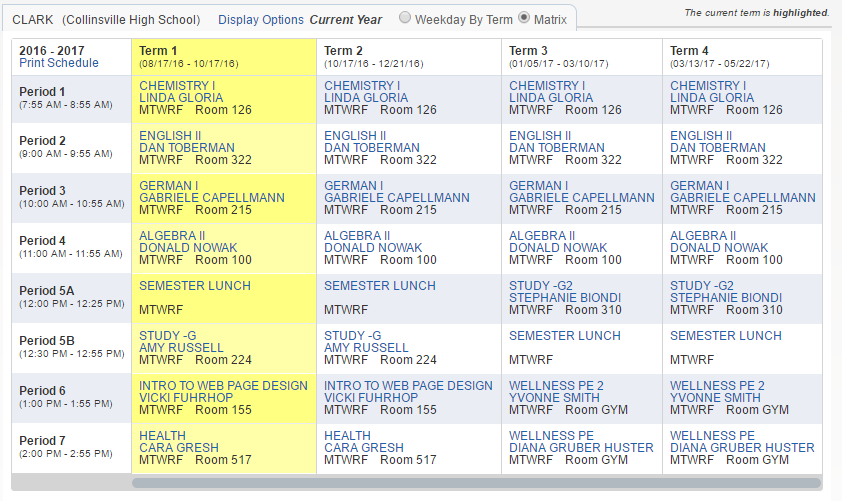 CLARK (Collinsville High School) Display Options Current Year Weekday By Term Matrix
The current term is highlighted.
2016 - 2017 Term 1 Term 2 Term 3 Term 4
Print Schedule (08/17/16 - 10/17/16) (10/17/16 - 12/21/16) (01/05/17 - 03/10/17) (03/13/17 - 05/22/17)
Period 1
(7:55 AM - 8:55 AM)
CHEMISTRY I CHEMISTRY I CHEMISTRY I CHEMISTRY I
LINDA GLORIA LINDA GLORIA LINDA GLORIA LINDA GLORIA
MTWRF Room 126 MTWRF Room 126 MTWRF Room 126 MTWRF Room 126
Period 2
(9:00 AM - 9:55 AM)
ENGLISH II ENGLISH II ENGLISH II ENGLISH II
DAN TOBERMAN DAN TOBERMAN DAN TOBERMAN DAN TOBERMAN
MTWRF Room 322 MTWRF Room 322 MTWRF Room 322 MTWRF Room 322
Period 3
(10:00 AM - 10:55 AM)
GERMAN I GERMAN I GERMAN I GERMAN I
GABRIELE CAPELLMANN GABRIELE CAPELLMANN GABRIELE CAPELLMANN GABRIELE CAPELLMANN
MTWRF Room 215 MTWRF Room 215 MTWRF Room 215 MTWRF Room 215
Period 4
(11:00 AM - 11:55 AM)
ALGEBRA II ALGEBRA II ALGEBRA II ALGEBRA II
DONALD NOWAK DONALD NOWAK DONALD NOWAK DONALD NOWAK
MTWRF Room 100 MTWRF Room 100 MTWRF Room 100 MTWRF Room 100
Period 5A
(12:00 PM - 12:25 PM)
SEMESTER LUNCH SEMESTER LUNCH STUDY -G2 STUDY -G2
STEPHANIE BIONDI STEPHANIE BIONDI
MTWRF MTWRF MTWRF Room 310 MTWRF Room 310
Period 5B
(12:30 PM - 12:55 PM)
STUDY -G STUDY -G SEMESTER LUNCH SEMESTER LUNCH
AMY RUSSELL AMY RUSSELL
MTWRF Room 224 MTWRF Room 224 MTWRF MTWRF
Period 6
(1:00 PM - 1:55 PM)
INTRO TO WEB PAGE DESIGN INTRO TO WEB PAGE DESIGN WELLNESS PE 2 WELLNESS PE 2
VICKI FUHRHOP VICKI FUHRHOP YVONNE SMITH YVONNE SMITH
MTWRF Room 155 MTWRF Room 155 MTWRF Room GYM MTWRF Room GYM
Period 7
(2:00 PM - 2:55 PM)
HEALTH HEALTH WELLNESS PE WELLNESS PE
CARA GRESH CARA GRESH DIANA GRUBER HUSTER DIANA GRUBER HUSTER
MTWRF Room 517 MTWRF Room 517 MTWRF Room GYM MTWRF Room GYM